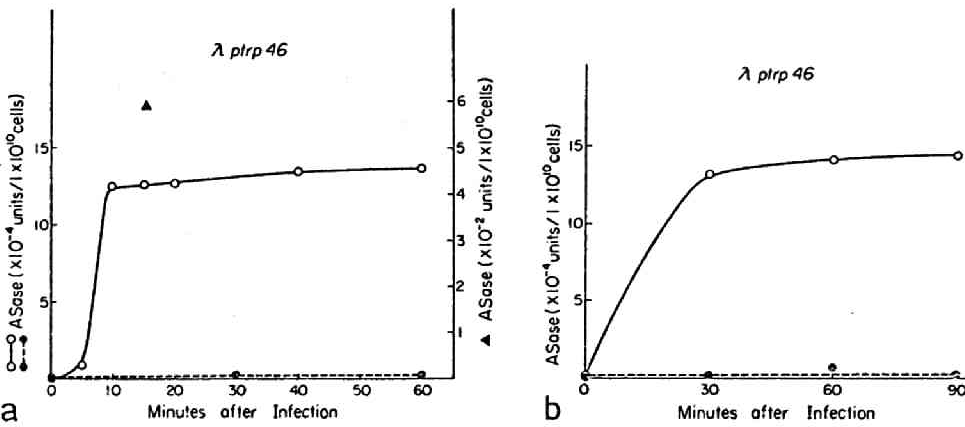 λ ptrp 46
ASase (×10⁻⁴ units/1×10¹⁰cells)
15
10
5
6
5
4
3
2
1
ASase (×10⁻² units/1×10¹⁰cells)
0
10
20
30
40
50
60
Minutes after Infection
a
λ ptrp 46
ASase (×10⁻⁴ units/1 ×10¹⁰cells)
15
10
5
0
30
60
90
Minutes after Infection
b